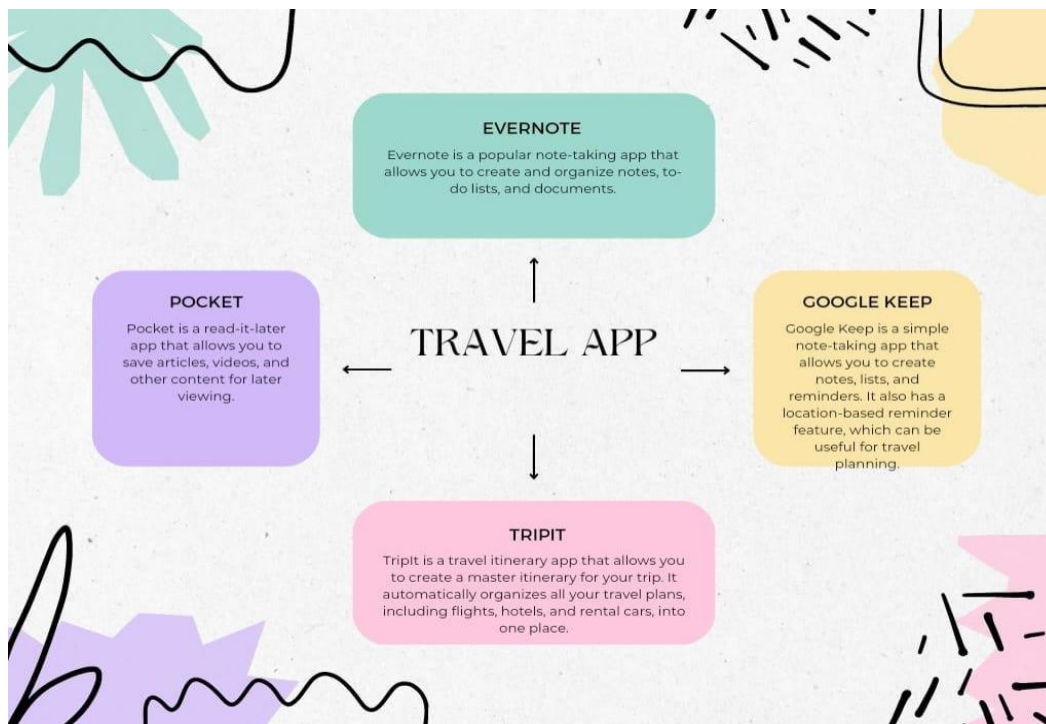 EVERNOTE
Evernote is a popular note-taking app that
allows you to create and organize notes, to-
do lists, and documents.
POCKET
Pocket is a read-it-later
app that allows you to
save articles, videos, and
other content for later
viewing.
TRAVEL APP
GOOGLE KEEP
Google Keep is a simple
note-taking app that
allows you to create
notes, lists, and
reminders. It also has a
location-based reminder
feature, which can be
useful for travel
planning.
TRIPIT
TripIt is a travel itinerary app that allows you
to create a master itinerary for your trip. It
automatically organizes all your travel plans,
including flights, hotels, and rental cars, into
one place.